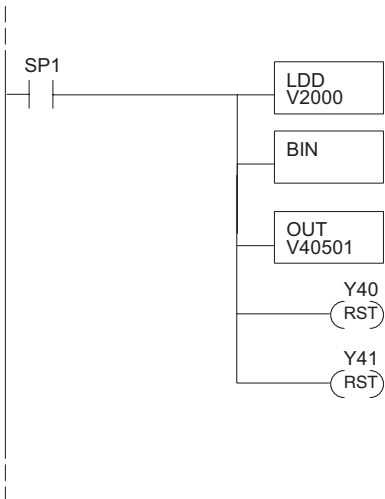 SP1
LDD
V2000
BIN
OUT
V40501
Y40
RST
Y41
RST